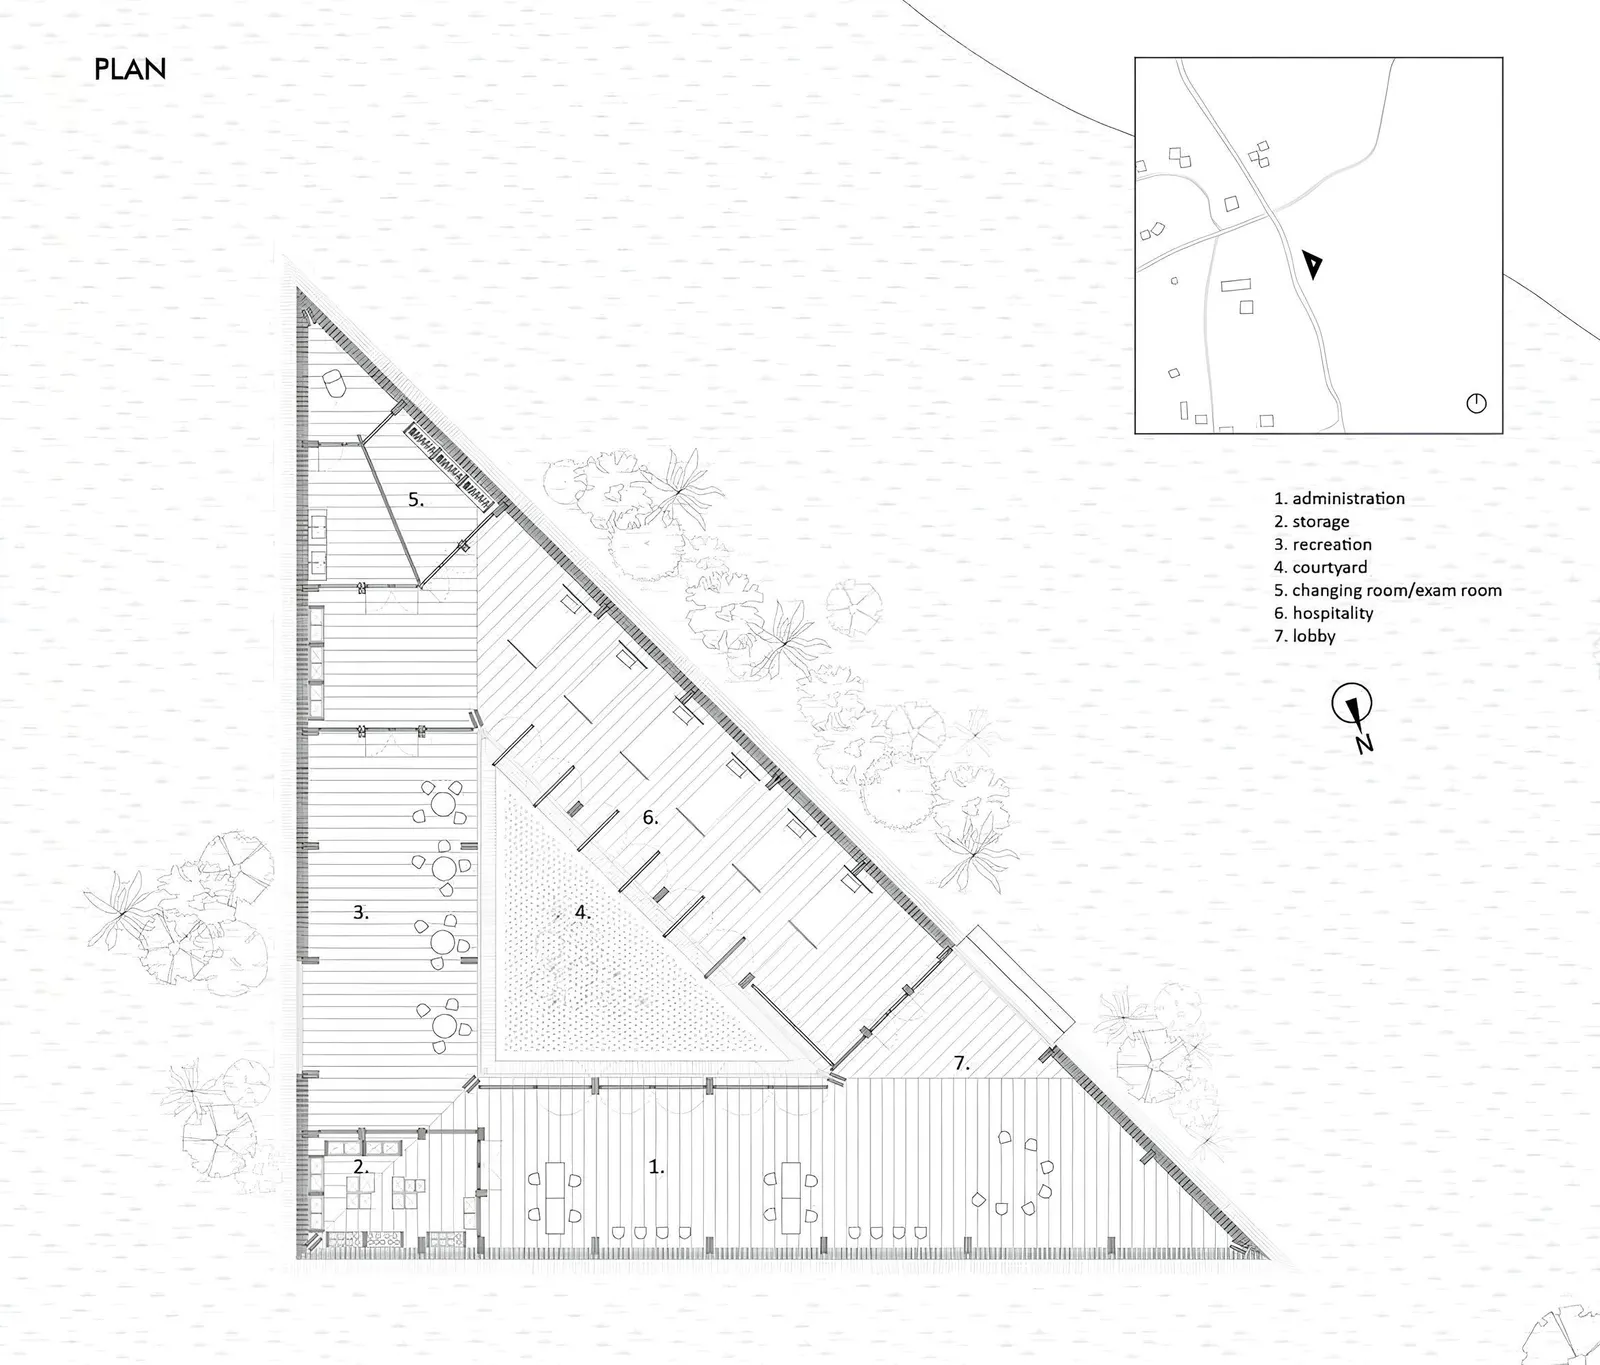 PLAN
1. administration
2. storage
3. recreation
4. courtyard
5. changing room/exam room
6. hospitality
7. lobby
N
5.
6.
3.
4.
7.
2.
1.